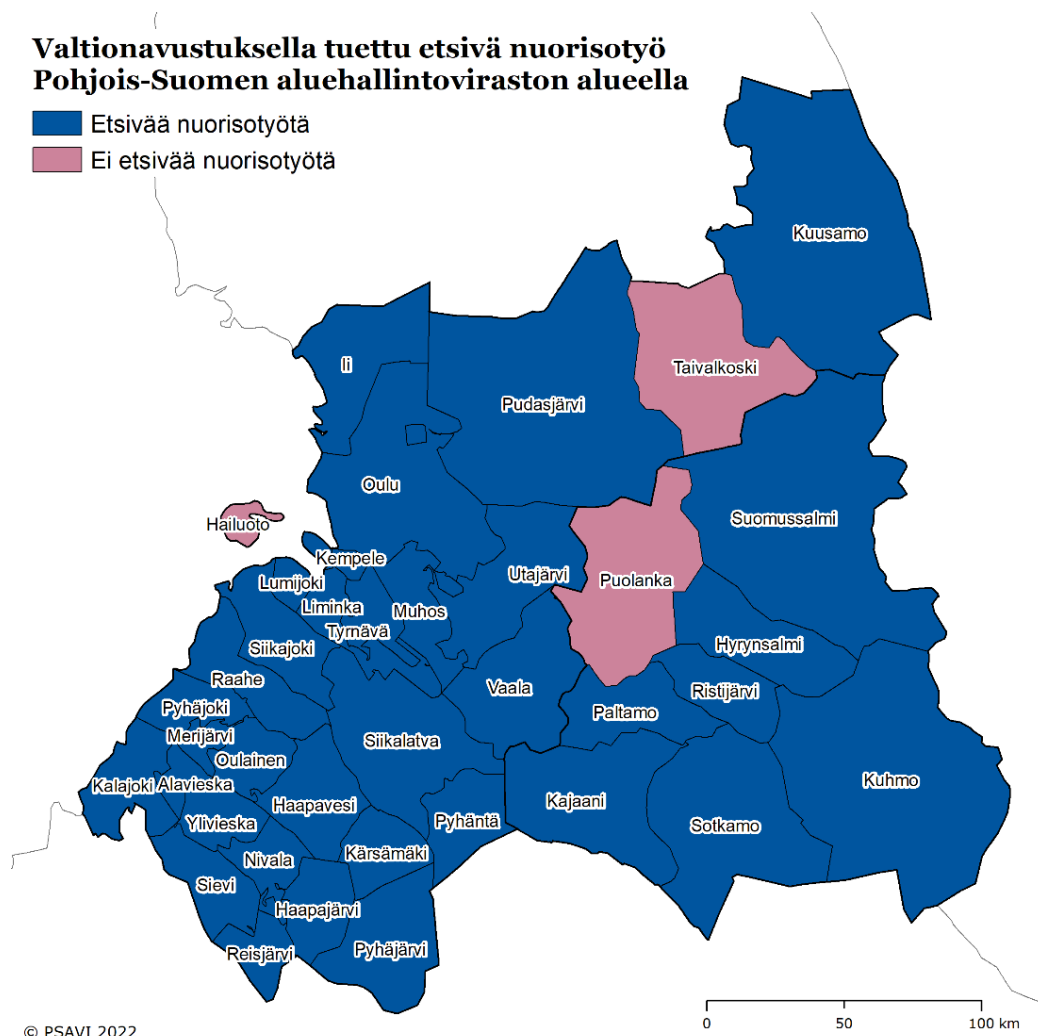 Valtionavustuksella tuettu etsivä nuorisotyö
Pohjois-Suomen aluehallintoviraston alueella
Etsivää nuorisotyötä
Ei etsivää nuorisotyötä
Kuusamo
Ii
Taivalkoski
Pudasjärvi
Oulu
Suomussalmi
Hailuoto
Kempele
Utajärvi
Puolanka
Lumijoki
Liminka
Muhos
Tyrnävä
Hyrynsalmi
Siikajoki
Raahe
Vaala
Ristijärvi
Pyhäjoki
Paltamo
Merijärvi
Siikalatva
Oulainen
Kalajoki
Alavieska
Kuhmo
Haapavesi
Kajaani
Ylivieska
Pyhäntä
Sotkamo
Nivala
Kärsämäki
Sievi
Haapajärvi
Reisjärvi
Pyhäjärvi
0 50 100 km
© PSAVI 2022